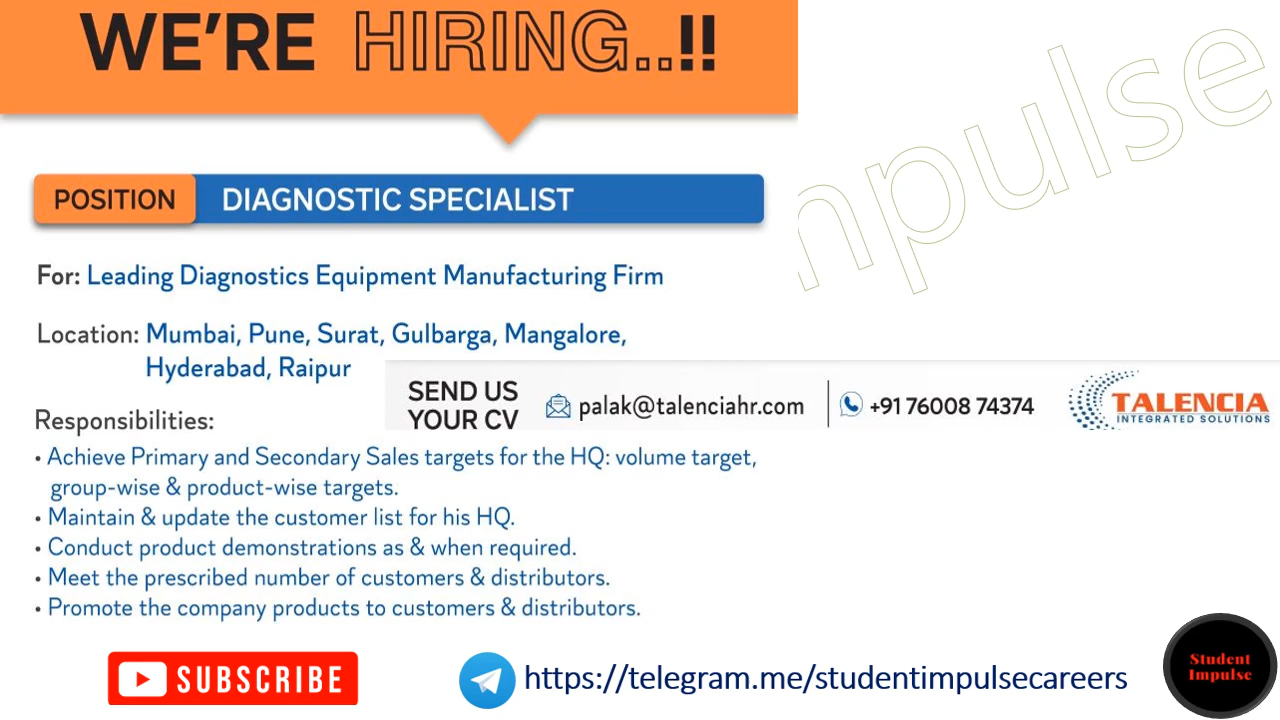 WE'RE HIRING..!!
POSITION DIAGNOSTIC SPECIALIST
For: Leading Diagnostics Equipment Manufacturing Firm
Location: Mumbai, Pune, Surat, Gulbarga, Mangalore,
Hyderabad, Raipur
SEND US
YOUR CV
palak@talenciahr.com
+91 76008 74374
TALENCIA
INTEGRATED SOLUTIONS
Responsibilities:
• Achieve Primary and Secondary Sales targets for the HQ: volume target,
group-wise & product-wise targets.
• Maintain & update the customer list for his HQ.
• Conduct product demonstrations as & when required.
• Meet the prescribed number of customers & distributors.
• Promote the company products to customers & distributors.
SUBSCRIBE
https://telegram.me/studentimpulsecareers
Student
Impulse